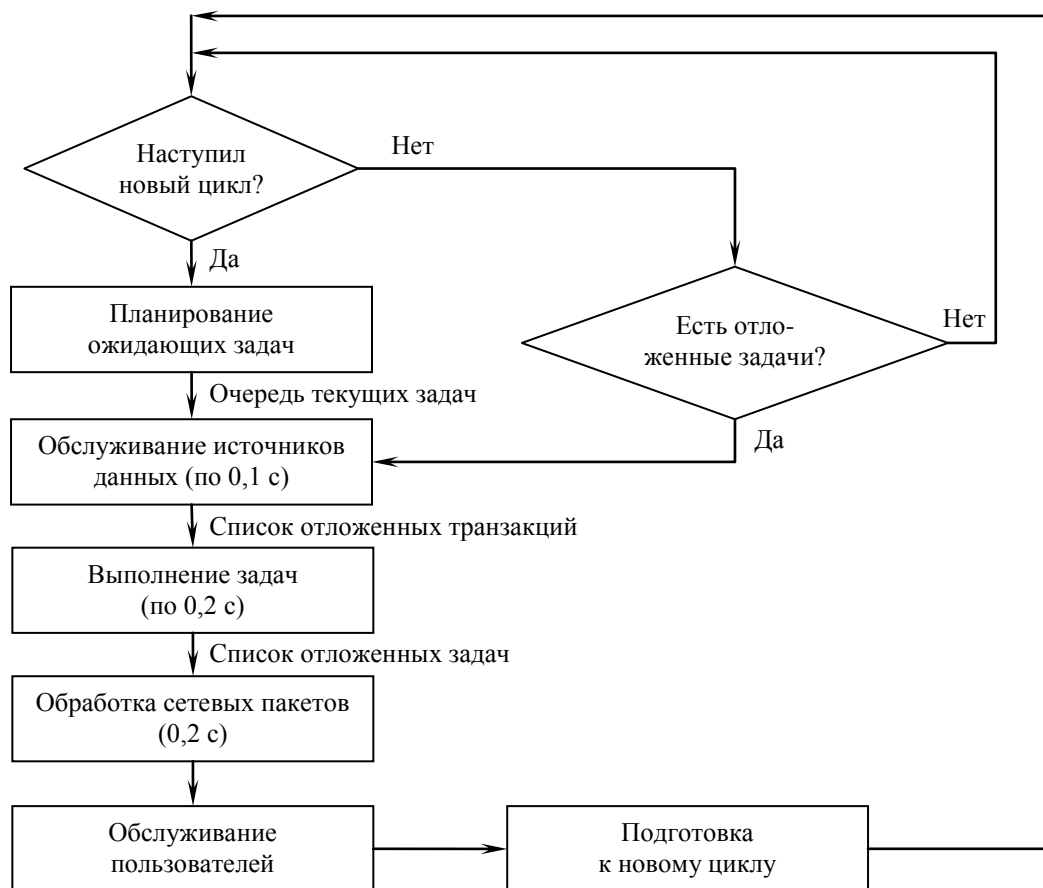 Наступил
новый цикл?
Нет
Да
Планирование
ожидающих задач
Есть отло-
женные задачи?
Нет
Да
Очередь текущих задач
Обслуживание источников
данных (по 0,1 с)
Список отложенных транзакций
Выполнение задач
(по 0,2 с)
Список отложенных задач
Обработка сетевых пакетов
(0,2 с)
Обслуживание
пользователей
Подготовка
к новому циклу